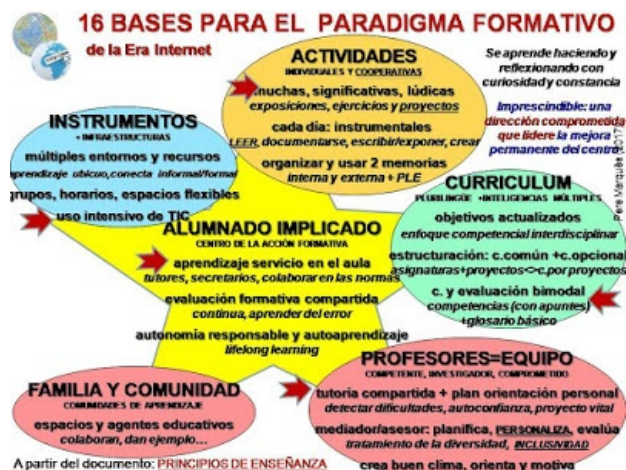 16 BASES PARA EL PARADIGMA FORMATIVO
de la Era Internet
ACTIVIDADES
INDIVIDUALES Y COOPERATIVAS
muchas, significativas, lúdicas
exposiciones, ejercicios y proyectos
cada día: instrumentales
LEER, documentarse, escribir/exponer, crear
organizar y usar 2 memorias
interna y externa + PLE
Se aprende haciendo y
reflexionando con
curiosidad y constancia
Imprescindible: una
dirección comprometida
que lidere la mejora
permanente del centro
Pere Marquès (2017)
INSTRUMENTOS
+ INFRAESTRUCTURAS
múltiples entornos y recursos
aprendizaje ubicuo,conecta informal/formal
grupos, horarios, espacios flexibles
uso intensivo de TIC
CURRICULUM
PLURILINGÜE +INTELIGENCIAS MÚLTIPLES
objetivos actualizados
enfoque competencial interdisciplinar
estructuración: c.común +c.opcional
asignaturas+proyectos<>c.por proyectos
c. y evaluación bimodal
competencias (con apuntes)
+glosario básico
ALUMNADO IMPLICADO
CENTRO DE LA ACCIÓN FORMATIVA
aprendizaje servicio en el aula
tutores, secretarios, colaborar en las normas
evaluación formativa compartida
continua, aprender del error
autonomía responsable y autoaprendizaje
lifelong learning
FAMILIA Y COMUNIDAD
COMUNIDADES DE APRENDIZAJE
espacios y agentes educativos
colaboran, dan ejemplo...
PROFESORES=EQUIPO
COMPETENTE, INVESTIGADOR, COMPROMETIDO
tutoria compartida + plan orientación personal
detectar dificultades, autoconfianza, proyecto vital
mediador/asesor: planifica, PERSONALIZA, evalúa
tratamiento de la diversidad, INCLUSIVIDAD
crea buen clima, orienta y motiva
A partir del documento: PRINCIPIOS DE ENSEÑANZA